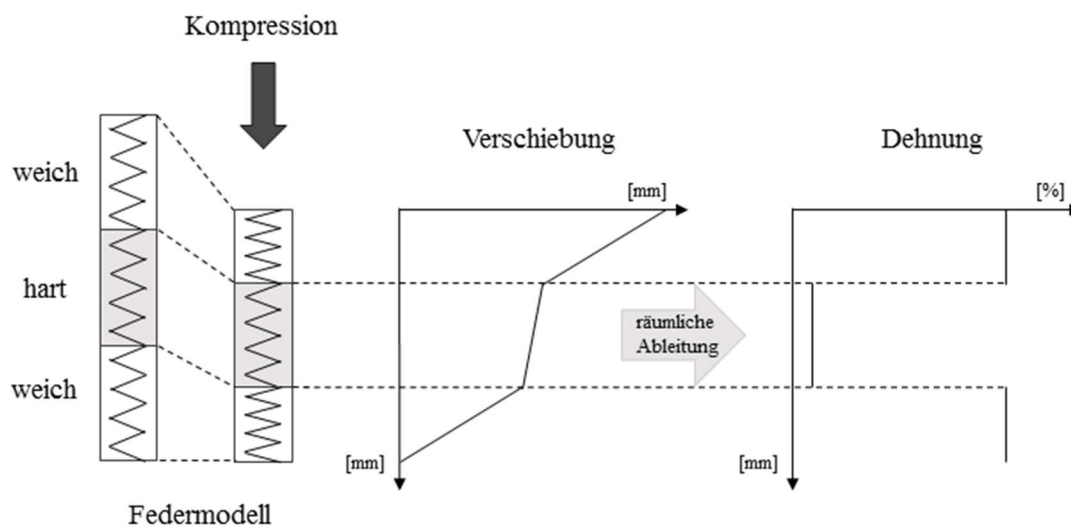 Kompression
weich
hart
weich
Federmodell
Verschiebung
[mm]
[mm]
räumliche
Ableitung
Dehnung
[%]
[mm]